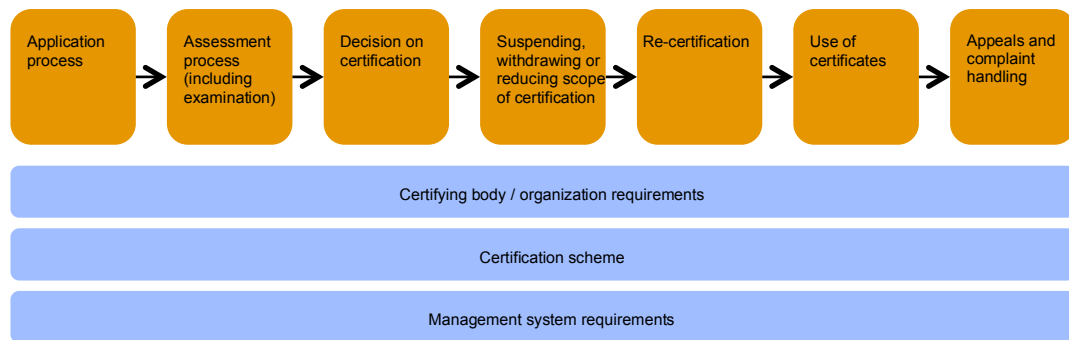 Application
process
Assessment
process
(including
examination)
Decision on
certification
Suspending,
withdrawing or
reducing scope
of certification
Re-certification
Use of
certificates
Appeals and
complaint
handling
Certifying body / organization requirements
Certification scheme
Management system requirements